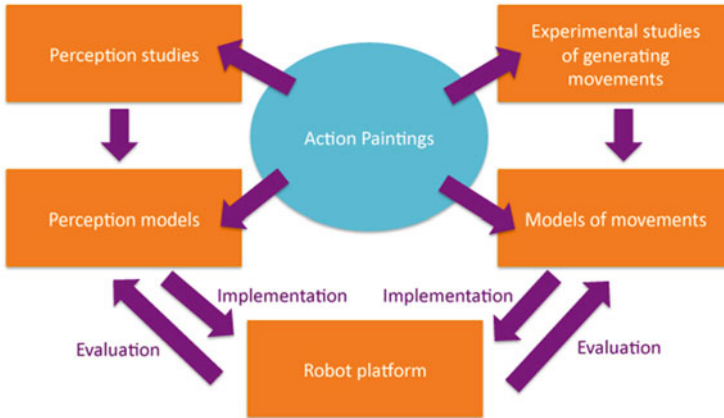 Perception studies
Experimental studies
of generating
movements
Action Paintings
Perception models
Models of movements
Implementation
Implementation
Evaluation
Evaluation
Robot platform